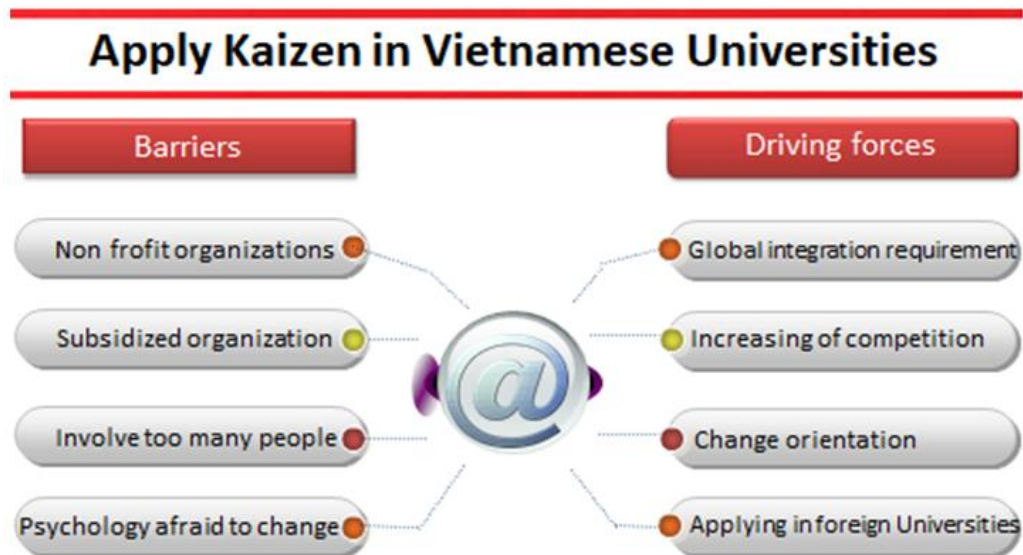 Apply Kaizen in Vietnamese Universities
Barriers
Non frofit organizations
Subsidized organization
Involve too many people
Psychology afraid to change
@
Driving forces
Global integration requirement
Increasing of competition
Change orientation
Applying in foreign Universities